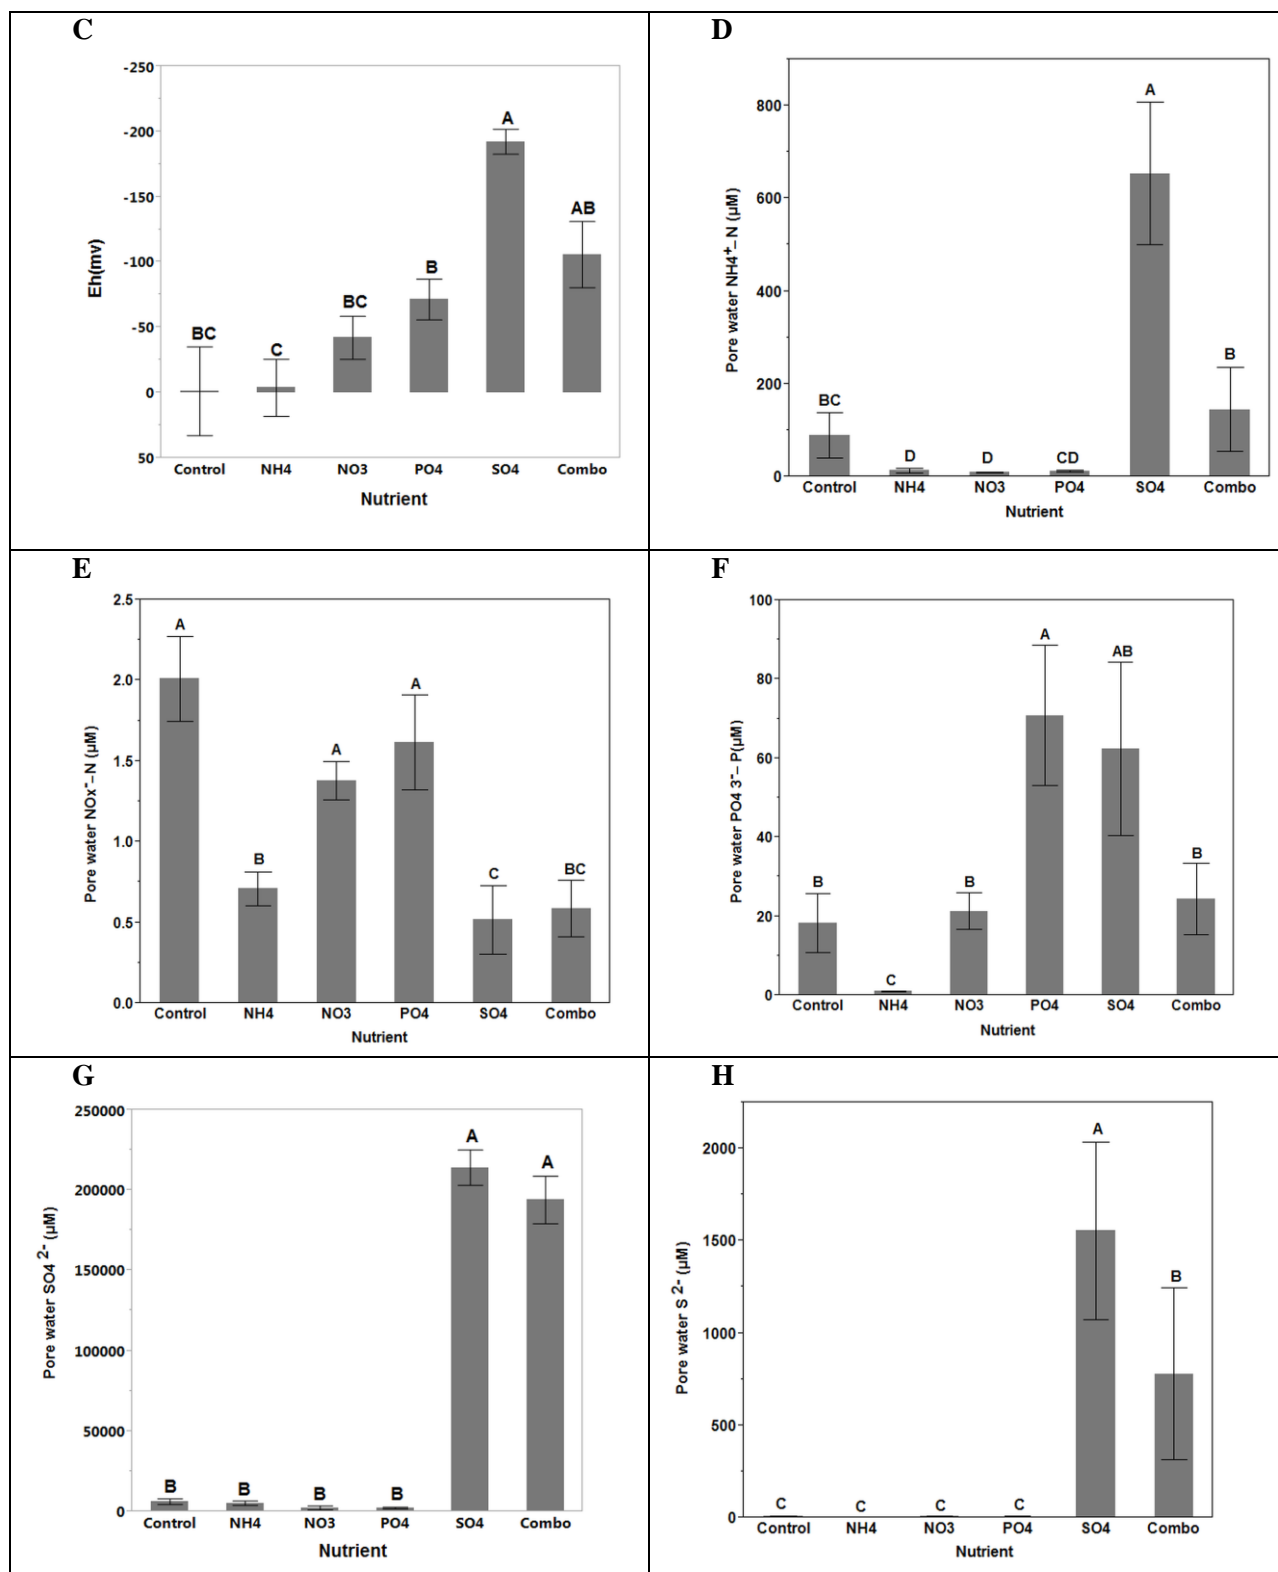 C
-250
-200
-150
-100
-50
0
50
Eh(mv)
BC
C
BC
B
A
AB
Control NH4 NO3 PO4 SO4 Combo
Nutrient
D
800
600
400
200
0
Pore water NH4⁺–N (µM)
BC
D
D
CD
A
B
Control NH4 NO3 PO4 SO4 Combo
Nutrient
E
2.5
2.0
1.5
1.0
0.5
0.0
Pore water NOx⁻–N (µM)
A
B
A
A
C
BC
Control NH4 NO3 PO4 SO4 Combo
Nutrient
F
100
80
60
40
20
0
Pore water PO4 3⁻– P(µM)
B
C
B
A
AB
B
Control NH4 NO3 PO4 SO4 Combo
Nutrient
G
250000
200000
150000
100000
50000
0
Pore water SO4 2- (µM)
B
B
B
B
A
A
Control NH4 NO3 PO4 SO4 Combo
Nutrient
H
2000
1500
1000
500
0
Pore water S 2- (µM)
C
C
C
C
A
B
Control NH4 NO3 PO4 SO4 Combo
Nutrient